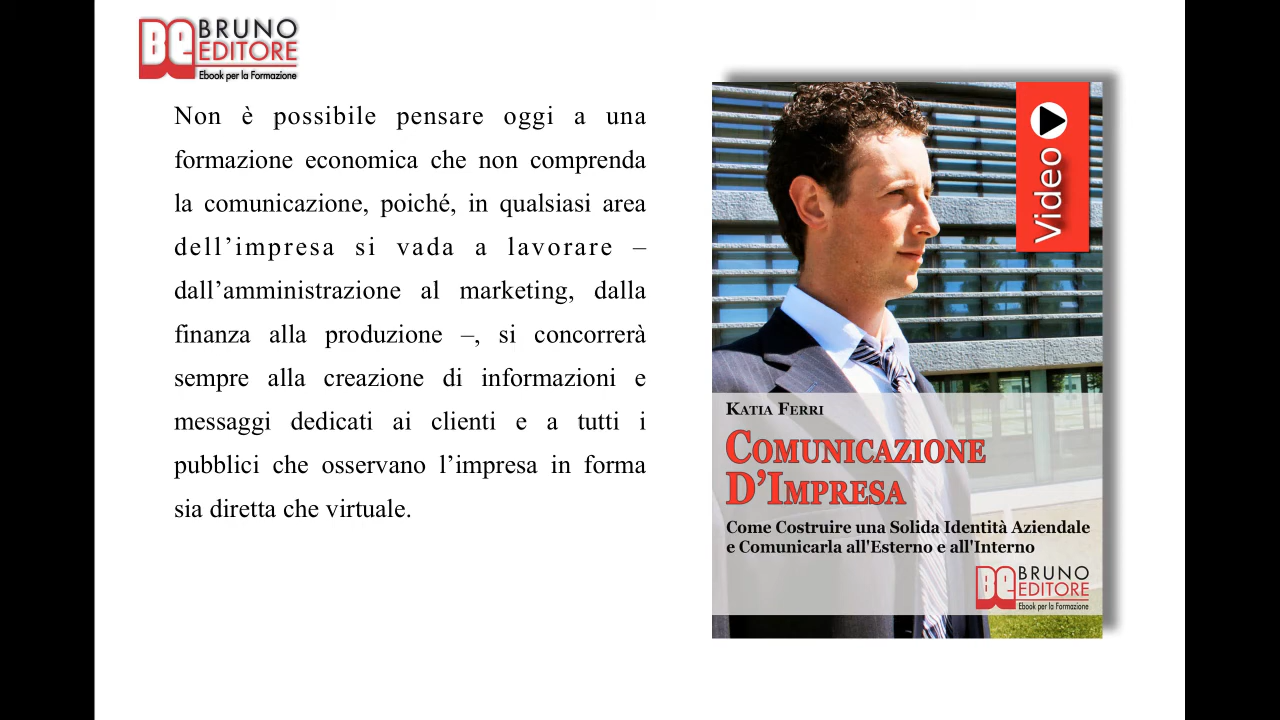 BRUNO
EDITORE
Ebook per la Formazione
Non è possibile pensare oggi a una
formazione economica che non comprenda
la comunicazione, poiché, in qualsiasi area
dell’impresa si vada a lavorare –
dall’amministrazione al marketing, dalla
finanza alla produzione –, si concorrerà
sempre alla creazione di informazioni e
messaggi dedicati ai clienti e a tutti i
pubblici che osservano l’impresa in forma
sia diretta che virtuale.
Video
KATIA FERRI
COMUNICAZIONE
D’IMPRESA
Come Costruire una Solida Identità Aziendale
e Comunicarla all'Esterno e all'Interno
BRUNO
EDITORE
Ebook per la Formazione